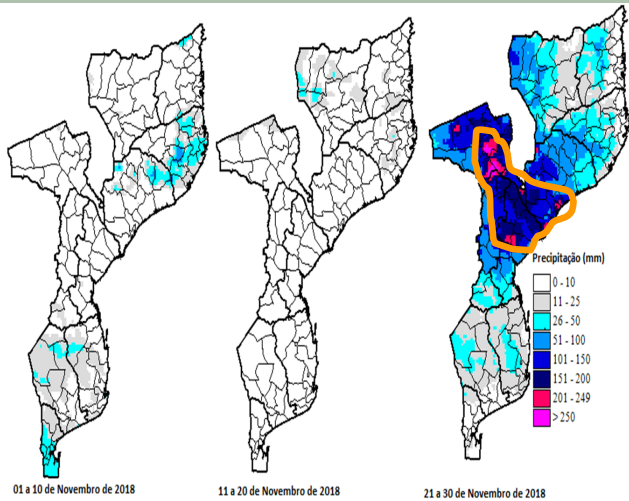 Precipitação (mm)
0 - 10
11 - 25
26 - 50
51 - 100
101 - 150
151 - 200
201 - 249
> 250
01 a 10 de Novembro de 2018
11 a 20 de Novembro de 2018
21 a 30 de Novembro de 2018